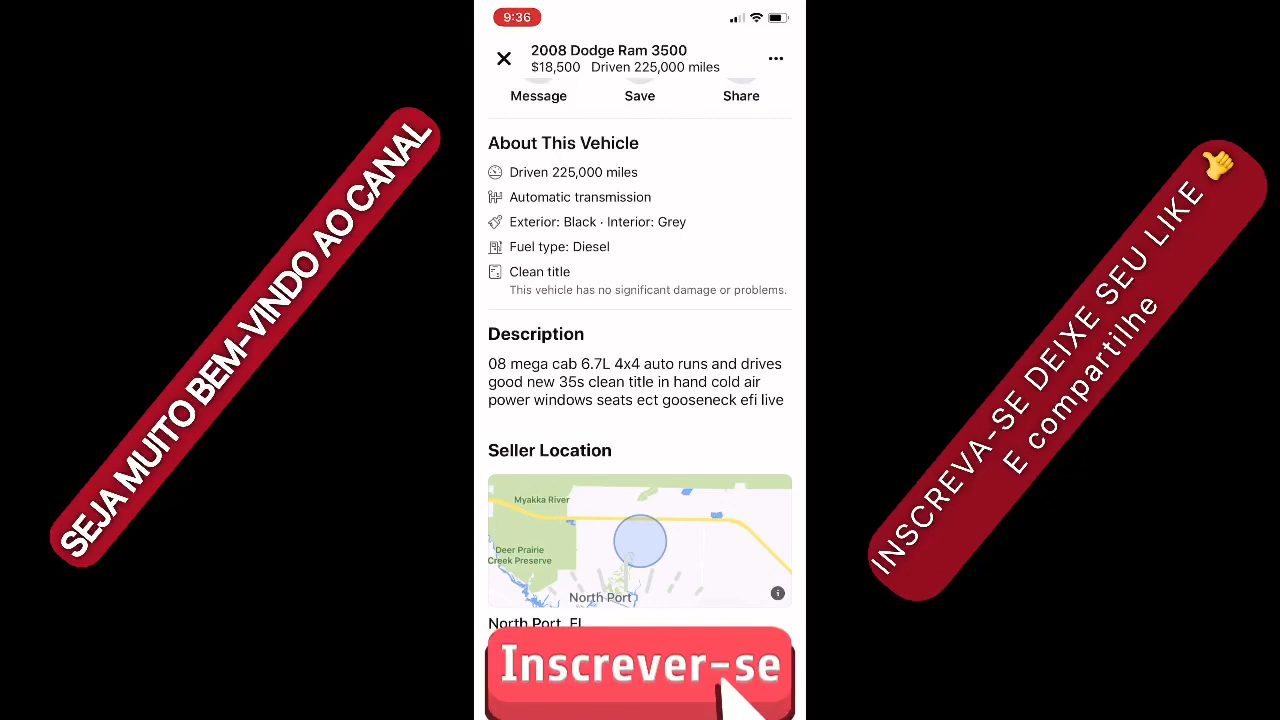 SEJA MUITO BEM-VINDO AO CANAL
9:36
2008 Dodge Ram 3500
$18,500 Driven 225,000 miles
Message Save Share
About This Vehicle
Driven 225,000 miles
Automatic transmission
Exterior: Black · Interior: Grey
Fuel type: Diesel
Clean title
This vehicle has no significant damage or problems.
Description
08 mega cab 6.7L 4x4 auto runs and drives
good new 35s clean title in hand cold air
power windows seats ect gooseneck efi live
Seller Location
Myakka River
Deer Prairie
Creek Preserve
North Port
North Port, FL
Inscrever-se
INSCREVA-SE DEIXE SEU LIKE 👍
E compartilhe